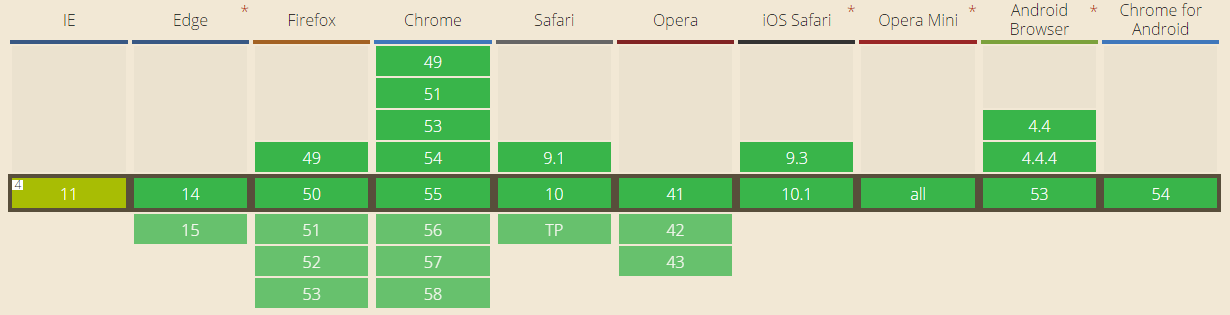 IE Edge * Firefox Chrome Safari Opera iOS Safari * Opera Mini * Android Browser * Chrome for Android
49
51
53 4.4
49 54 9.1 9.3 4.4.4
4 11 14 50 55 10 41 10.1 all 53 54
15 51 56 TP 42
52 57 43
53 58